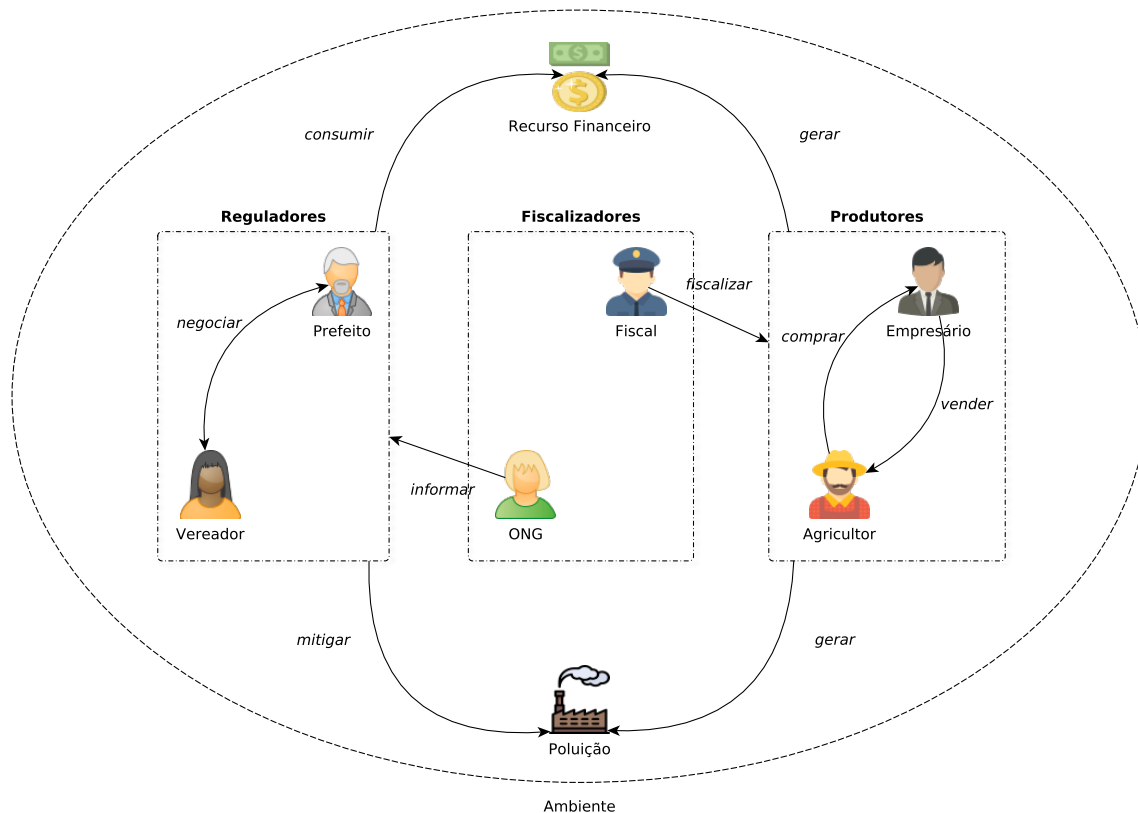 Recurso Financeiro
consumir
gerar
Reguladores
Fiscalizadores
Produtores
fiscalizar
negociar
Prefeito
Fiscal
Empresário
comprar
vender
informar
Vereador
ONG
Agricultor
mitigar
gerar
Poluição
Ambiente